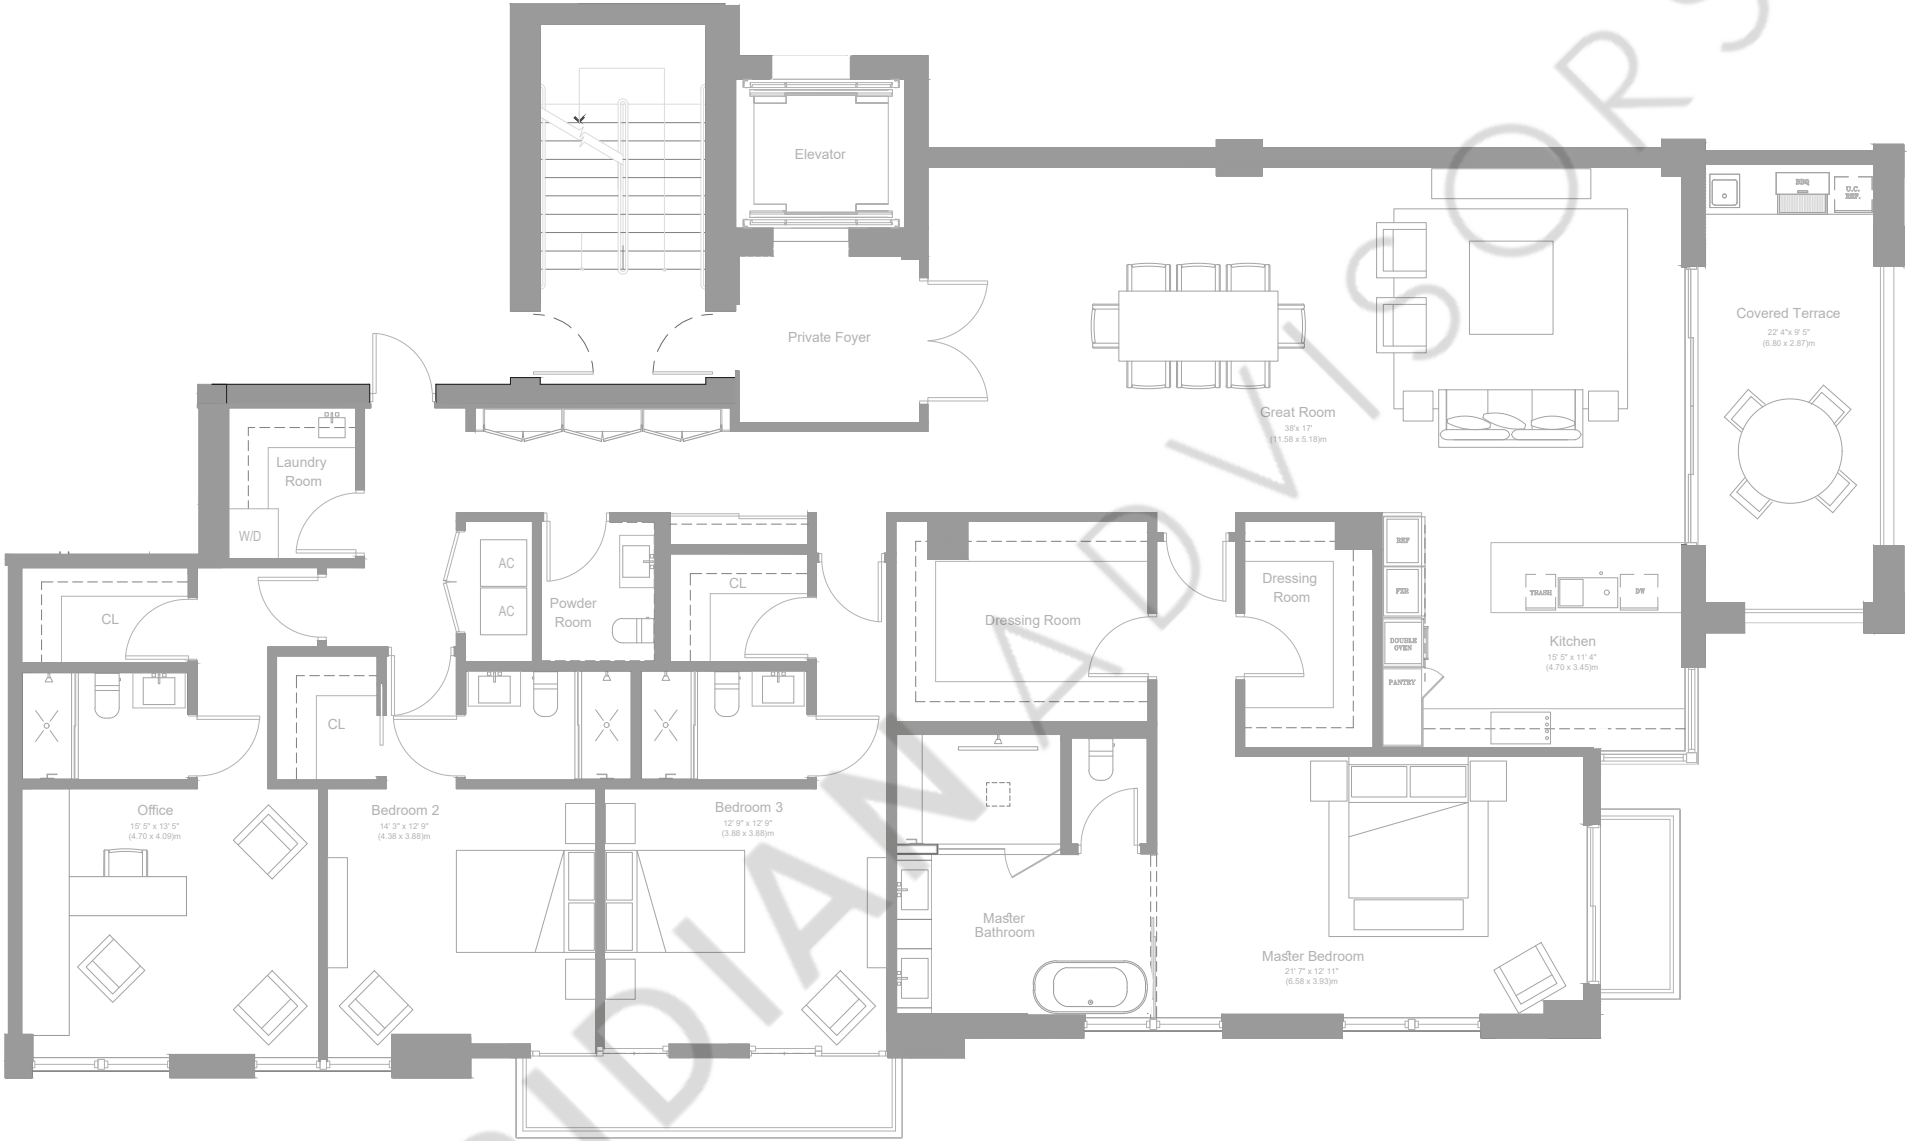 Elevator
BBQ
U.C.
REF.
Covered Terrace
22' 4"x 9' 5"
(6.80 x 2.87)m
Private Foyer
Great Room
38'x 17'
(11.58 x 5.18)m
Laundry
Room
W/D
AC
AC
CL
CL
Powder
Room
Dressing Room
Dressing
Room
REF
FZR
DOUBLE
OVEN
PANTRY
TRASH
DW
Kitchen
15' 5" x 11' 4"
(4.70 x 3.45)m
CL
Office
15' 5" x 13' 5"
(4.70 x 4.09)m
Bedroom 2
14' 3" x 12' 9"
(4.38 x 3.88)m
Bedroom 3
12' 9" x 12' 9"
(3.88 x 3.88)m
Master
Bathroom
Master Bedroom
21' 7" x 12' 11"
(6.58 x 3.93)m
IDIAN ADVISORS